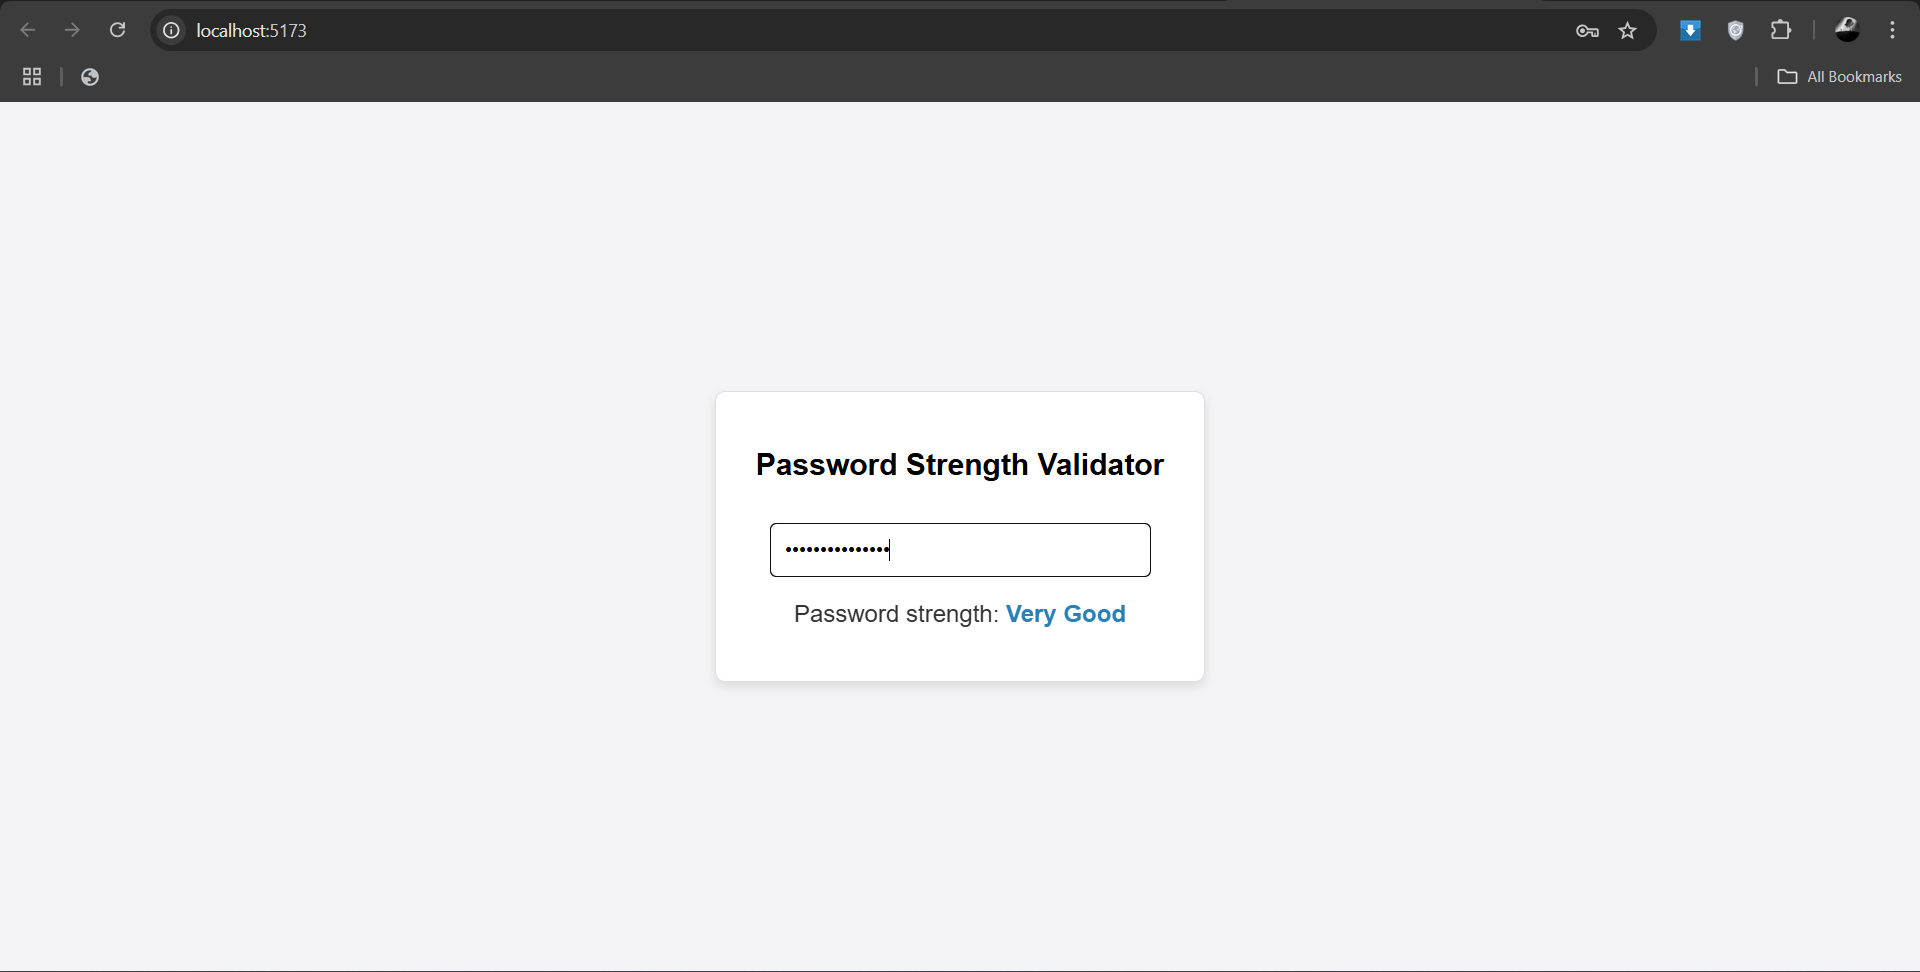 localhost:5173
All Bookmarks
Password Strength Validator
•••••••••••••••
Password strength: Very Good